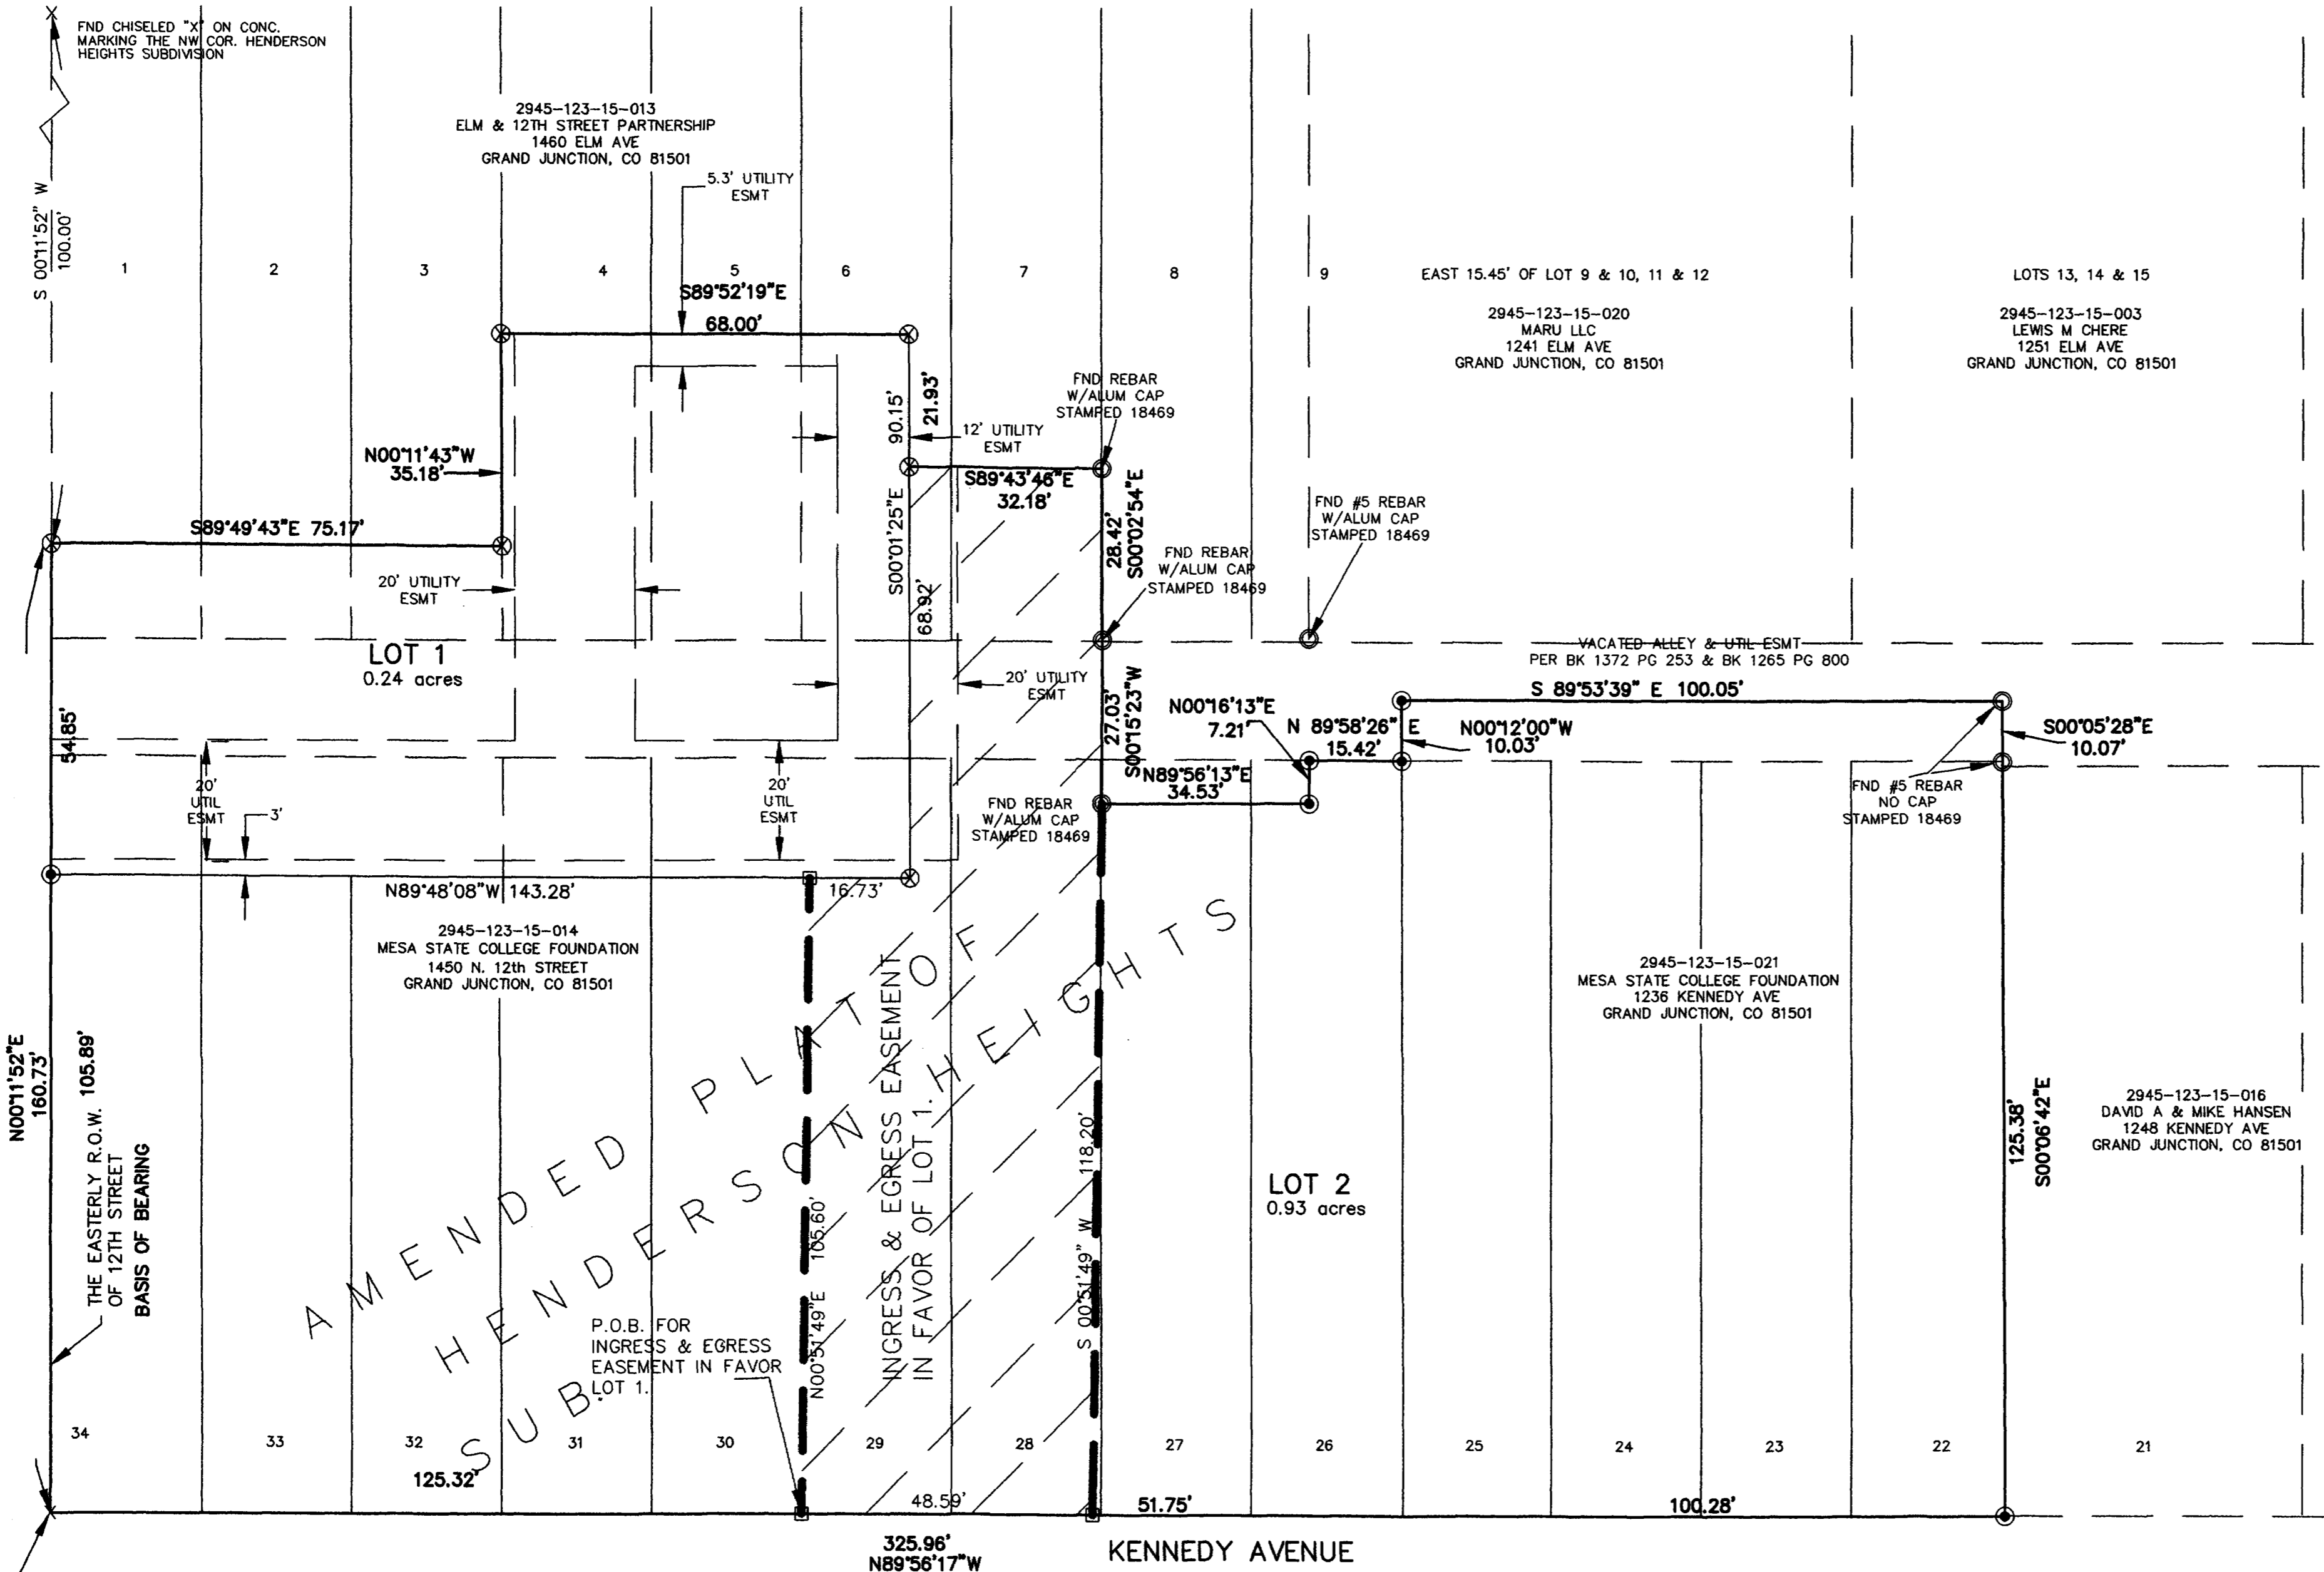 FND CHISELED "X" ON CONC.
MARKING THE NW COR. HENDERSON
HEIGHTS SUBDIVISION
S 00°11'52" W
100.00'
2945-123-15-013
ELM & 12TH STREET PARTNERSHIP
1460 ELM AVE
GRAND JUNCTION, CO 81501
5.3' UTILITY
ESMT
1
2
3
4
5
6
7
8
9
EAST 15.45' OF LOT 9 & 10, 11 & 12
2945-123-15-020
MARU LLC
1241 ELM AVE
GRAND JUNCTION, CO 81501
LOTS 13, 14 & 15
2945-123-15-003
LEWIS M CHERE
1251 ELM AVE
GRAND JUNCTION, CO 81501
S89°52'19"E
68.00'
90.15'
21.93'
12' UTILITY
ESMT
FND REBAR
W/ALUM CAP
STAMPED 18469
N00°11'43"W
35.18'
S89°43'46"E
32.18'
S89°49'43"E 75.17'
S00°01'25"E
68.92'
28.42'
S00°02'54"E
FND #5 REBAR
W/ALUM CAP
STAMPED 18469
FND REBAR
W/ALUM CAP
STAMPED 18469
20' UTILITY
ESMT
LOT 1
0.24 acres
54.85'
20' UTILITY
ESMT
27.03'
S00°15'23"W
VACATED ALLEY & UTIL ESMT
PER BK 1372 PG 253 & BK 1265 PG 800
S 89°53'39" E 100.05'
N00°16'13"E
7.21'
N 89°58'26" E
15.42'
N00°12'00"W
10.03'
S00°05'28"E
10.07'
N89°56'13"E
34.53'
FND #5 REBAR
NO CAP
STAMPED 18469
20'
UTIL
ESMT
3'
20'
UTIL
ESMT
FND REBAR
W/ALUM CAP
STAMPED 18469
N89°48'08"W 143.28'
16.73'
2945-123-15-014
MESA STATE COLLEGE FOUNDATION
1450 N. 12th STREET
GRAND JUNCTION, CO 81501
2945-123-15-021
MESA STATE COLLEGE FOUNDATION
1236 KENNEDY AVE
GRAND JUNCTION, CO 81501
N00°11'52"E
160.73'
105.89'
THE EASTERLY R.O.W.
OF 12TH STREET
BASIS OF BEARING
AMENDED PLAT OF
HENDERSON HEIGHTS
SUB.
INGRESS & EGRESS EASEMENT
IN FAVOR OF LOT 1.
N00°51'49"E 105.60'
S 00°51'49" W 118.20'
LOT 2
0.93 acres
125.38'
S00°06'42"E
2945-123-15-016
DAVID A & MIKE HANSEN
1248 KENNEDY AVE
GRAND JUNCTION, CO 81501
P.O.B. FOR
INGRESS & EGRESS
EASEMENT IN FAVOR
LOT 1.
34
33
32
31
30
29
28
27
26
25
24
23
22
21
125.32'
48.59'
51.75'
100.28'
325.96'
N89°56'17"W
KENNEDY AVENUE